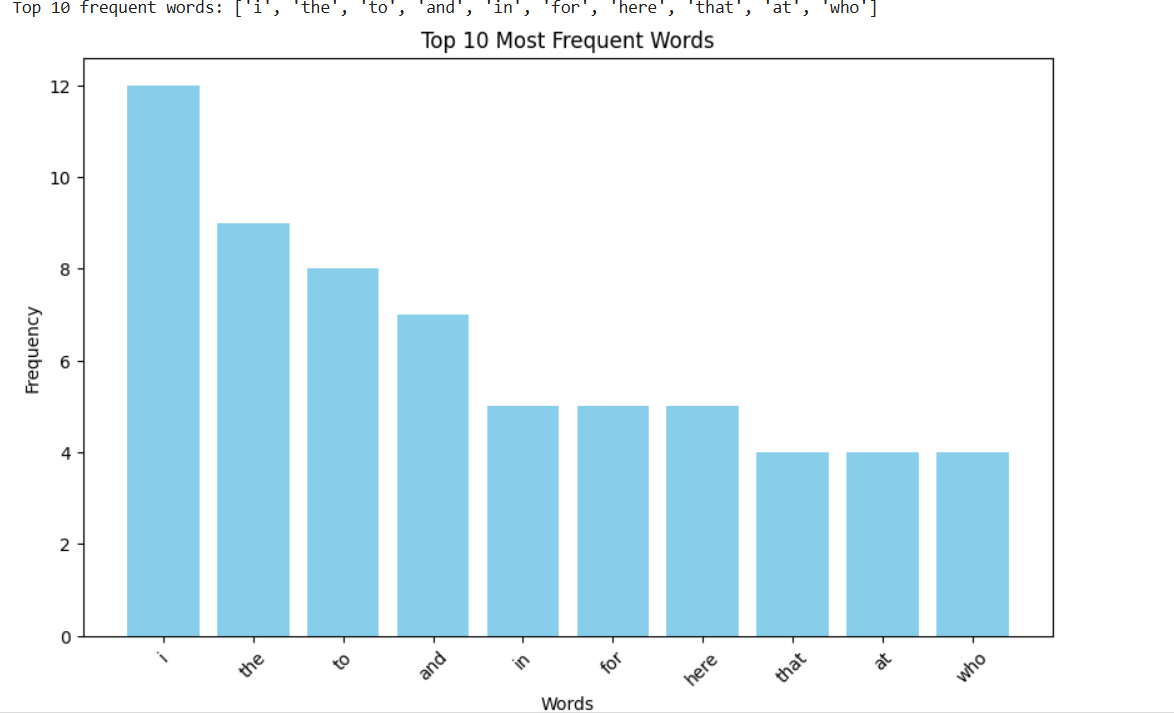 Top 10 frequent words: ['i', 'the', 'to', 'and', 'in', 'for', 'here', 'that', 'at', 'who']
Top 10 Most Frequent Words
12
10
8
6
4
2
0
Frequency
i the to and in for here that at who
Words